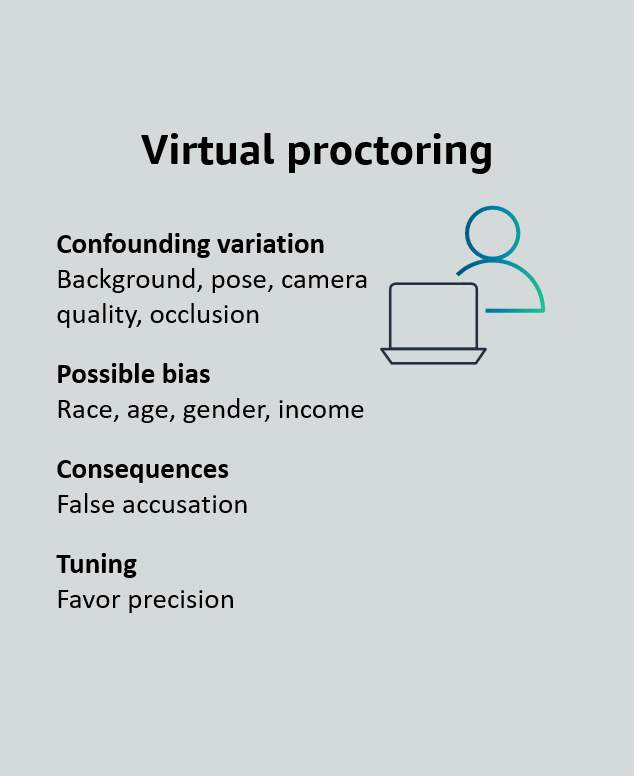 Virtual proctoring
Confounding variation
Background, pose, camera
quality, occlusion
Possible bias
Race, age, gender, income
Consequences
False accusation
Tuning
Favor precision